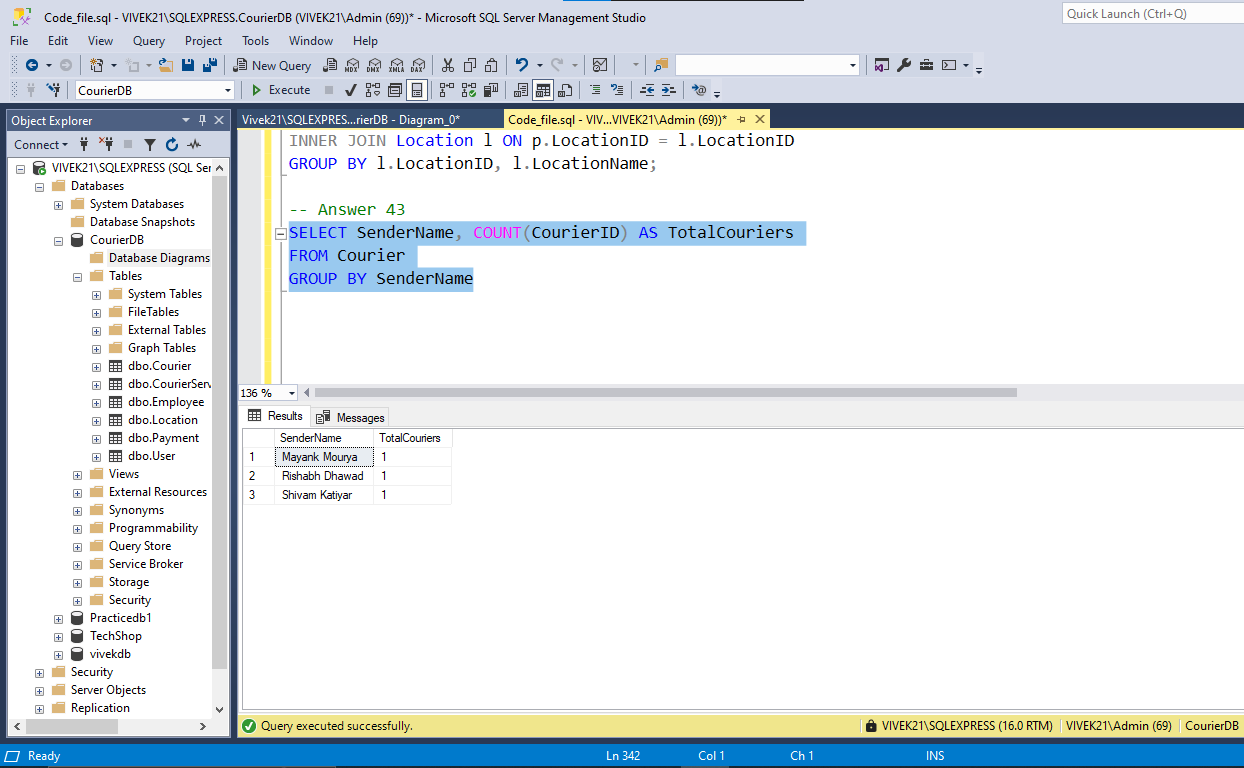 Code_file.sql - VIVEK21\SQLEXPRESS.CourierDB (VIVEK21\Admin (69))* - Microsoft SQL Server Management Studio
Quick Launch (Ctrl+Q)
File Edit View Query Project Tools Window Help
New Query
MDX DMX XMLA DAX
CourierDB
Execute
Object Explorer
Vivek21\SQLEXPRES...rierDB - Diagram_0*
Code_file.sql - VIV...VIVEK21\Admin (69))*
Connect
VIVEK21\SQLEXPRESS (SQL Ser
Databases
System Databases
Database Snapshots
CourierDB
Database Diagrams
Tables
System Tables
FileTables
External Tables
Graph Tables
dbo.Courier
dbo.CourierServ
dbo.Employee
dbo.Location
dbo.Payment
dbo.User
Views
External Resources
Synonyms
Programmability
Query Store
Service Broker
Storage
Security
Practicedb1
TechShop
vivekdb
Security
Server Objects
Replication
INNER JOIN Location l ON p.LocationID = l.LocationID
GROUP BY l.LocationID, l.LocationName;
-- Answer 43
SELECT SenderName, COUNT(CourierID) AS TotalCouriers
FROM Courier
GROUP BY SenderName
136 %
Results Messages
SenderName TotalCouriers
1 Mayank Mourya 1
2 Rishabh Dhawad 1
3 Shivam Katiyar 1
Query executed successfully.
VIVEK21\SQLEXPRESS (16.0 RTM) VIVEK21\Admin (69) CourierDB
Ready Ln 342 Col 1 Ch 1 INS